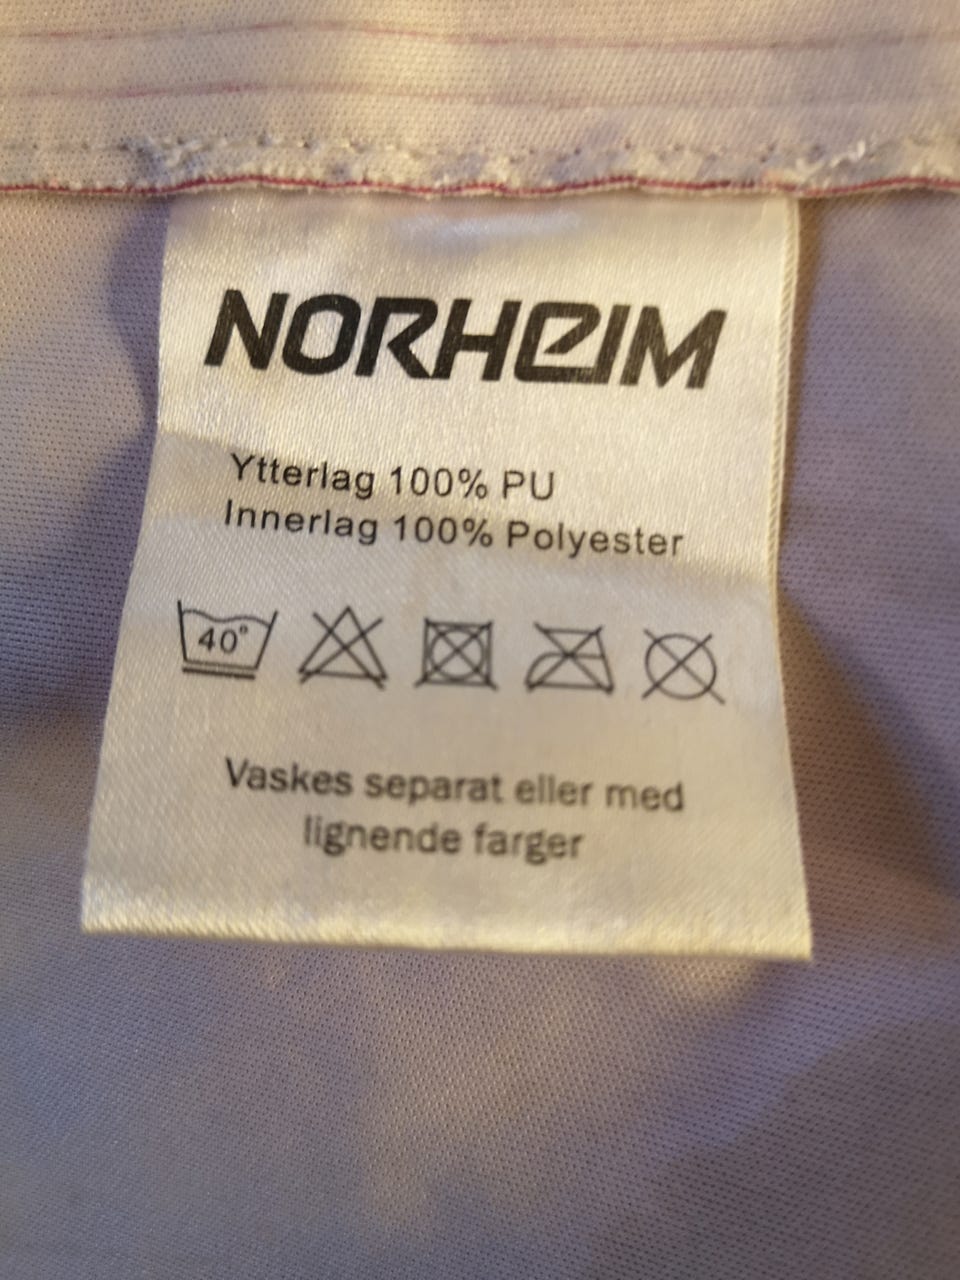 NORHEIM
Ytterlag 100% PU
Innerlag 100% Polyester
40°
Vaskes separat eller med
lignende farger